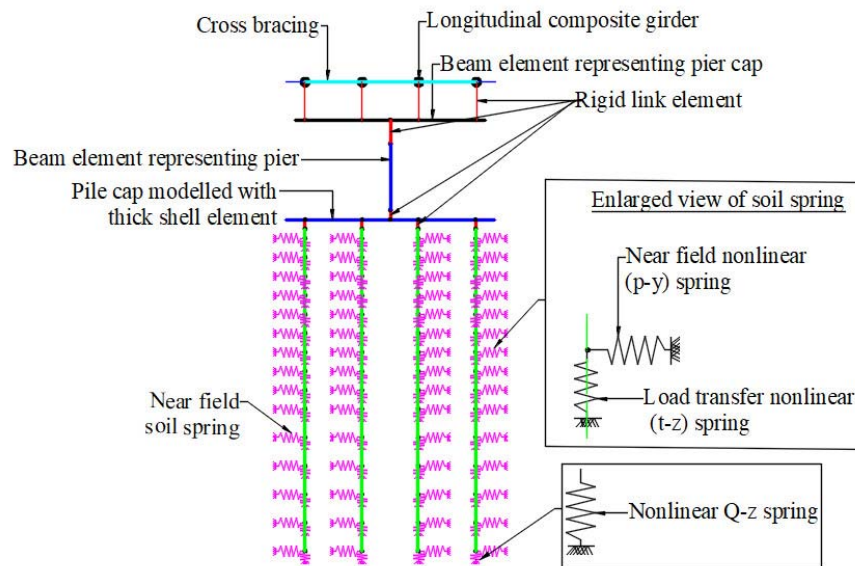 Cross bracing
Longitudinal composite girder
Beam element representing pier cap
Rigid link element
Beam element representing pier
Pile cap modelled with
thick shell element
Enlarged view of soil spring
Near field nonlinear
(p-y) spring
Load transfer nonlinear
(t-z) spring
Near field
soil spring
Nonlinear Q-z spring